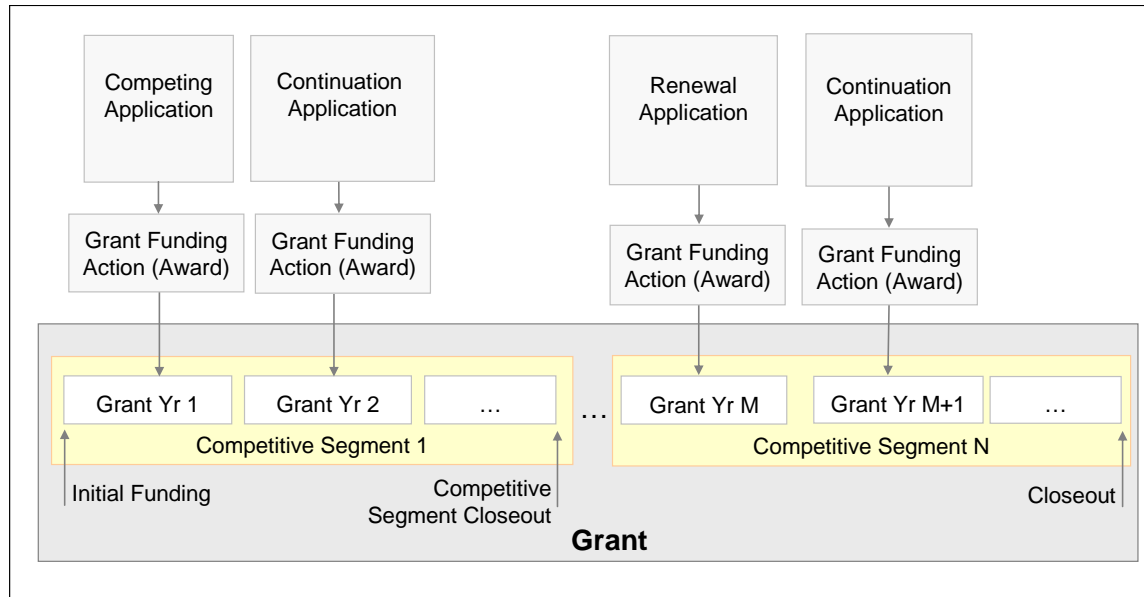 Competing
Application
Continuation
Application
Renewal
Application
Continuation
Application
Grant Funding
Action (Award)
Grant Funding
Action (Award)
Grant Funding
Action (Award)
Grant Funding
Action (Award)
Grant Yr 1
Grant Yr 2
…
…
Grant Yr M
Grant Yr M+1
…
Competitive Segment 1
Competitive Segment N
Initial Funding
Competitive
Segment Closeout
Closeout
Grant